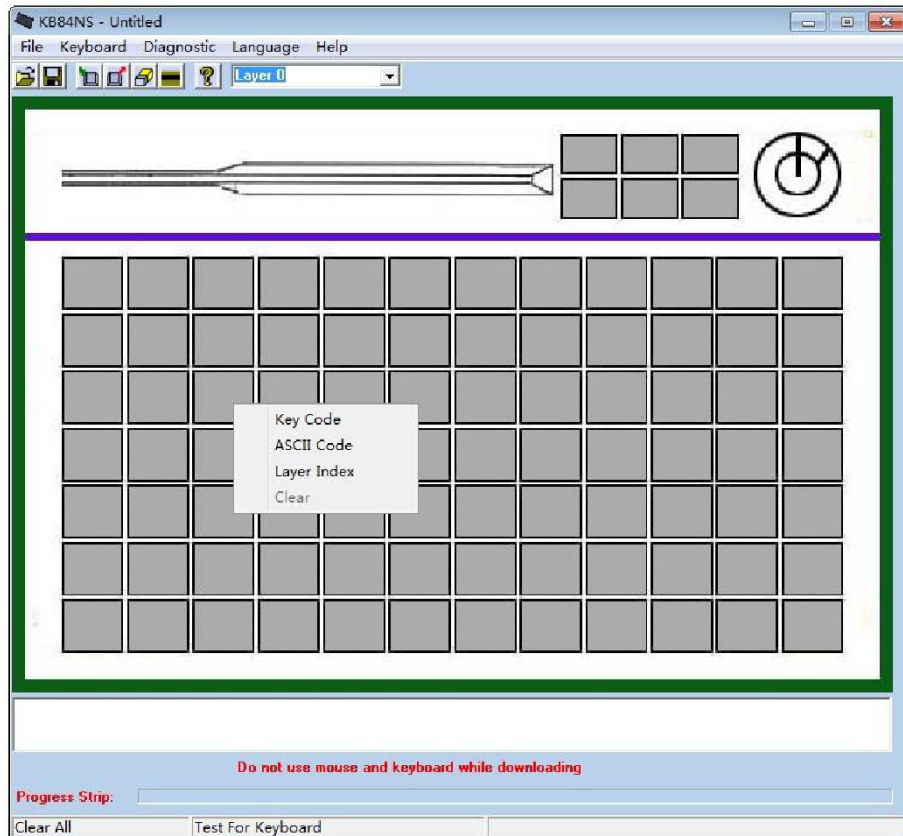 KB84NS - Untitled
File Keyboard Diagnostic Language Help
Layer 0
Key Code
ASCII Code
Layer Index
Clear
Do not use mouse and keyboard while downloading
Progress Strip:
Clear All Test For Keyboard